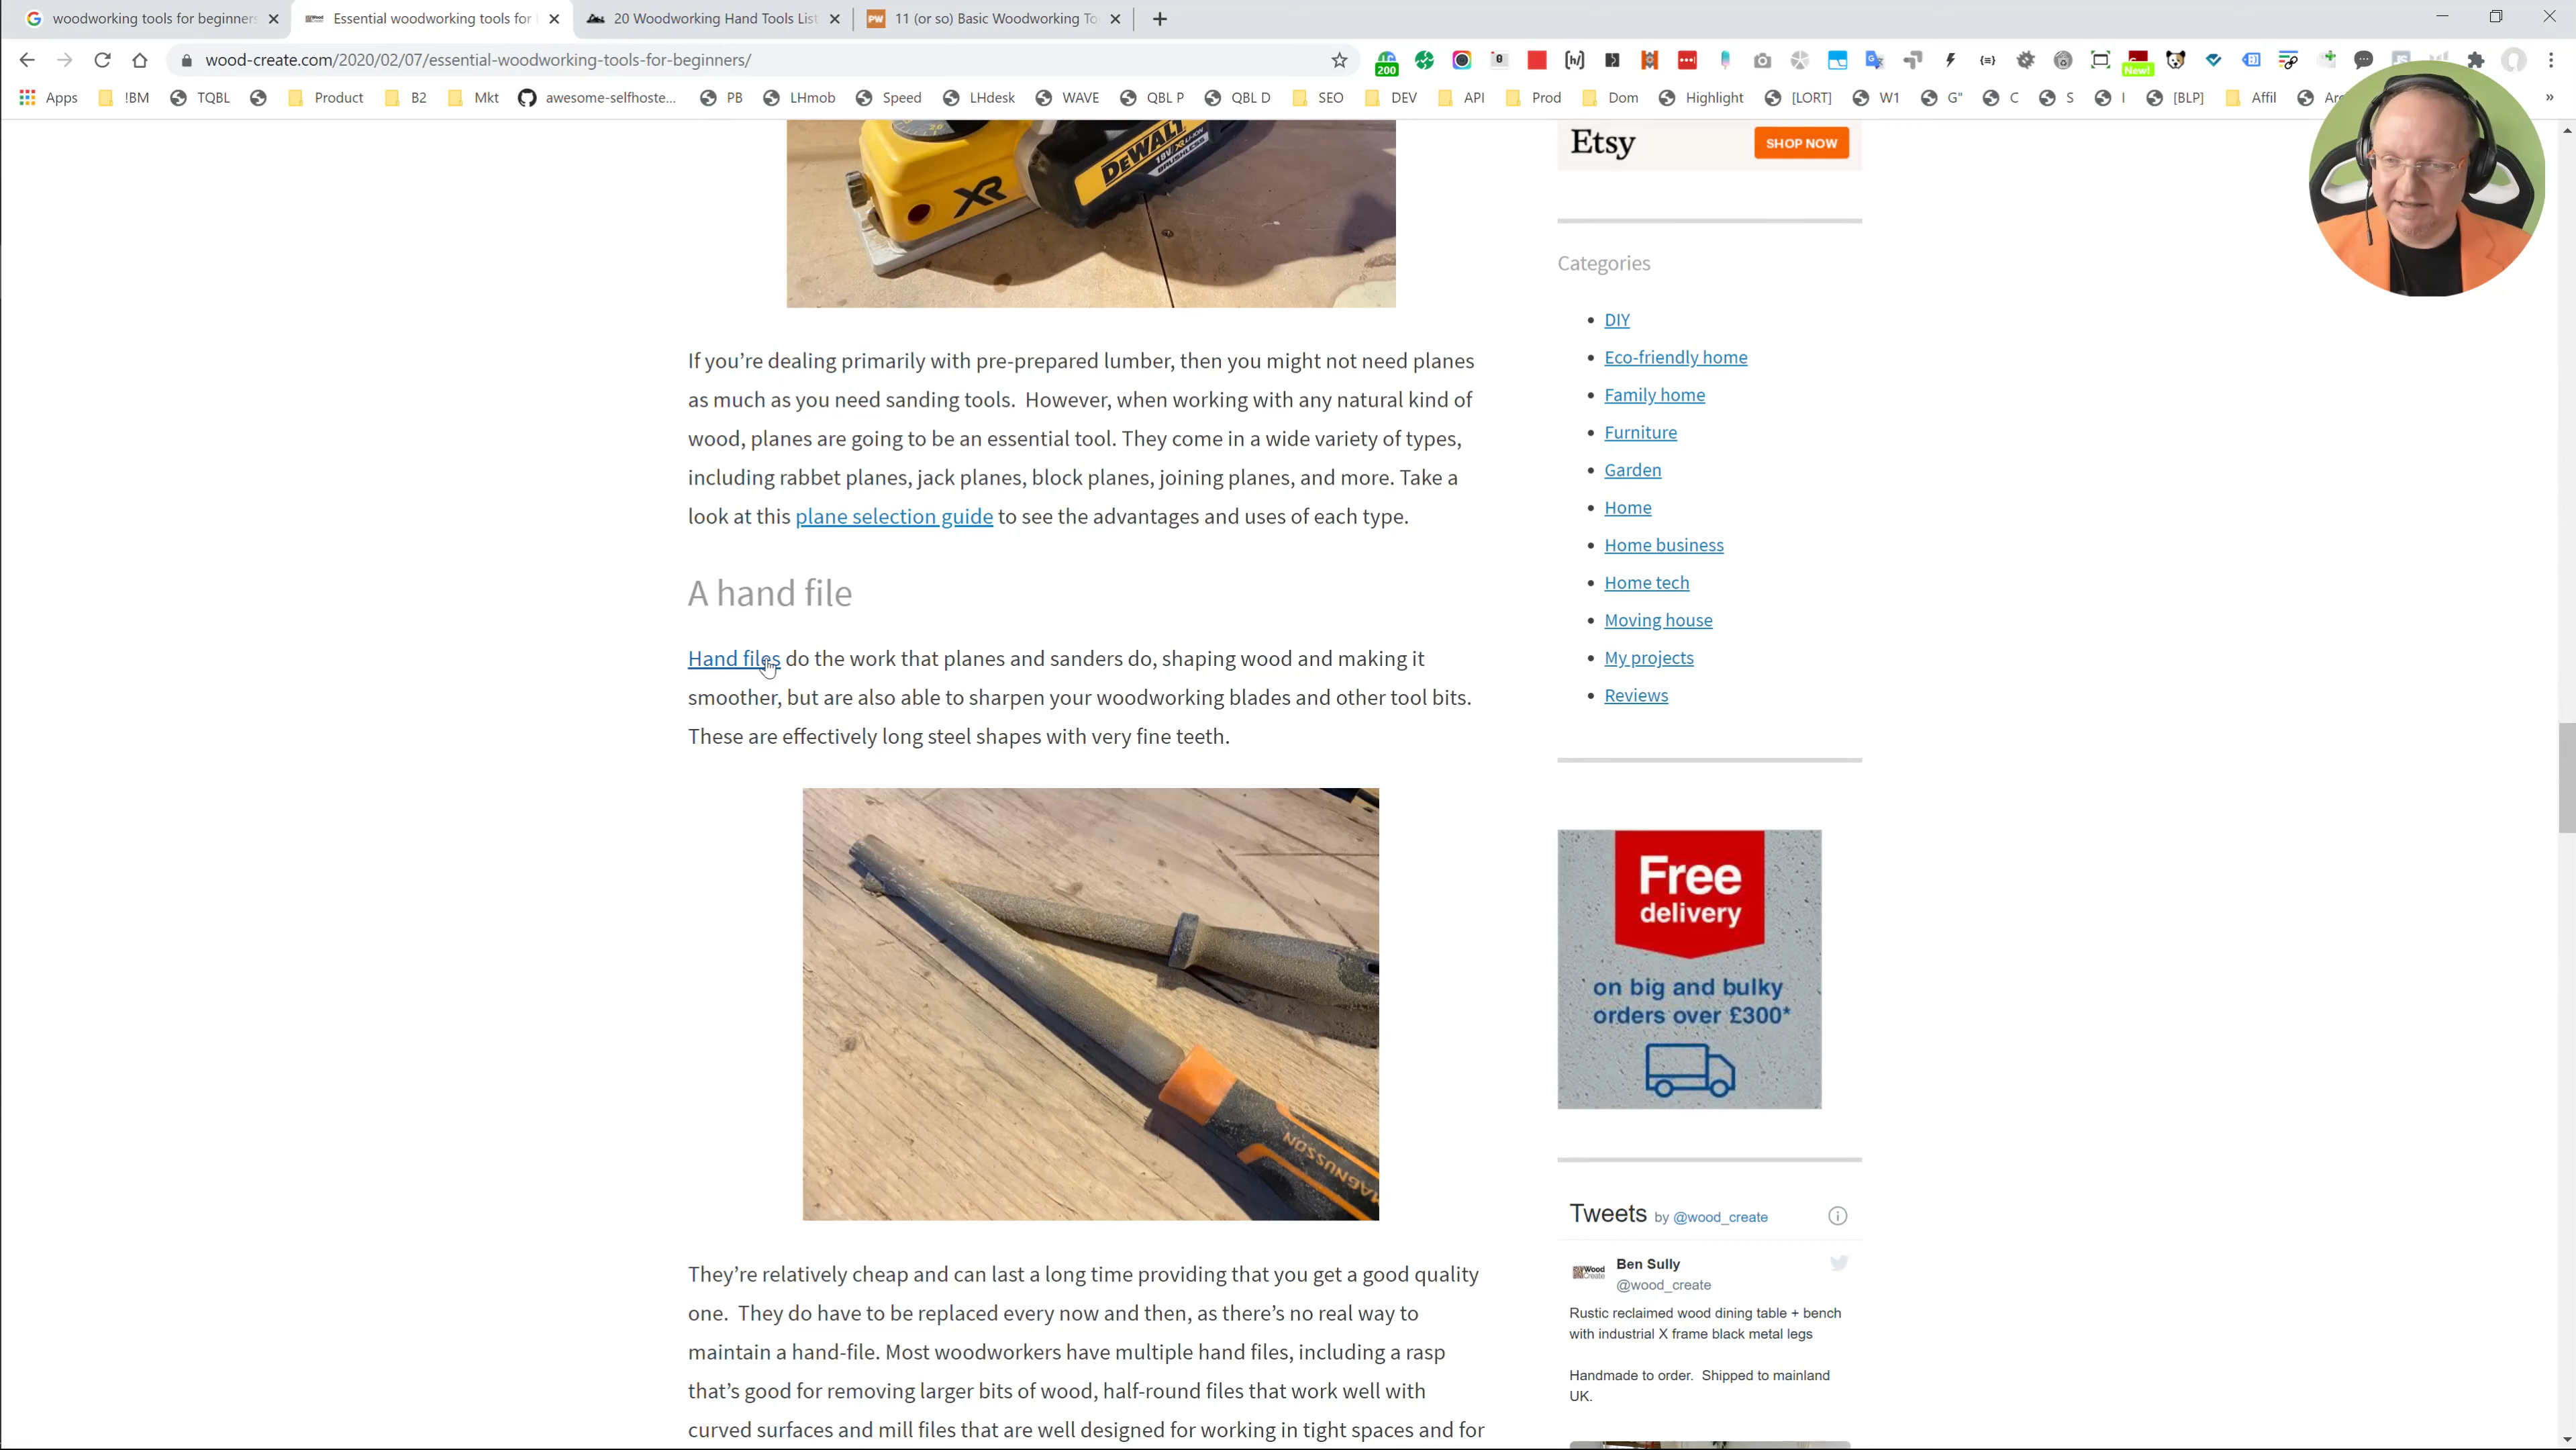 woodworking tools for beginners
Essential woodworking tools for
20 Woodworking Hand Tools List
PW
11 (or so) Basic Woodworking To
wood-create.com/2020/02/07/essential-woodworking-tools-for-beginners/
200
New!
Apps
!BM
TQBL
Product
B2
Mkt
awesome-selfhoste...
PB
LHmob
Speed
LHdesk
WAVE
QBL P
QBL D
SEO
DEV
API
Prod
Dom
Highlight
[LORT]
W1
G"
C
S
I
[BLP]
Affil
»
DEWALT
18V XR LI-ION
BRUSHLESS
XR
If you’re dealing primarily with pre-prepared lumber, then you might not need planes
as much as you need sanding tools.  However, when working with any natural kind of
wood, planes are going to be an essential tool. They come in a wide variety of types,
including rabbet planes, jack planes, block planes, joining planes, and more. Take a
look at this plane selection guide to see the advantages and uses of each type.
A hand file
Hand files do the work that planes and sanders do, shaping wood and making it
smoother, but are also able to sharpen your woodworking blades and other tool bits.
These are effectively long steel shapes with very fine teeth.
MAGNUSSON
They’re relatively cheap and can last a long time providing that you get a good quality
one.  They do have to be replaced every now and then, as there’s no real way to
maintain a hand-file. Most woodworkers have multiple hand files, including a rasp
that’s good for removing larger bits of wood, half-round files that work well with
curved surfaces and mill files that are well designed for working in tight spaces and for
Etsy
SHOP NOW
Categories
DIY
Eco-friendly home
Family home
Furniture
Garden
Home
Home business
Home tech
Moving house
My projects
Reviews
Free
delivery
on big and bulky
orders over £300*
Tweets by @wood_create
Wood
Create
Ben Sully
@wood_create
Rustic reclaimed wood dining table + bench
with industrial X frame black metal legs
Handmade to order.  Shipped to mainland
UK.